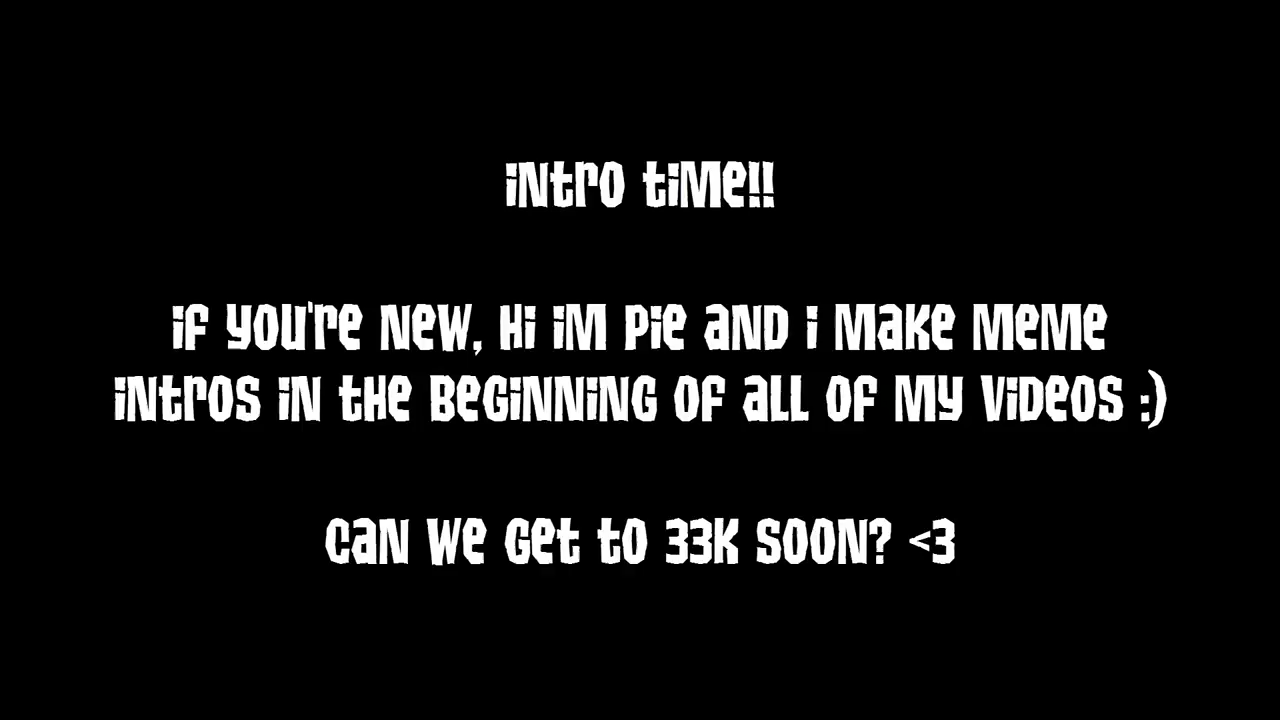 intro time!!
if you're new, hi im pie and i make meme
intros in the beginning of all of my videos :)
can we get to 33k soon? <3